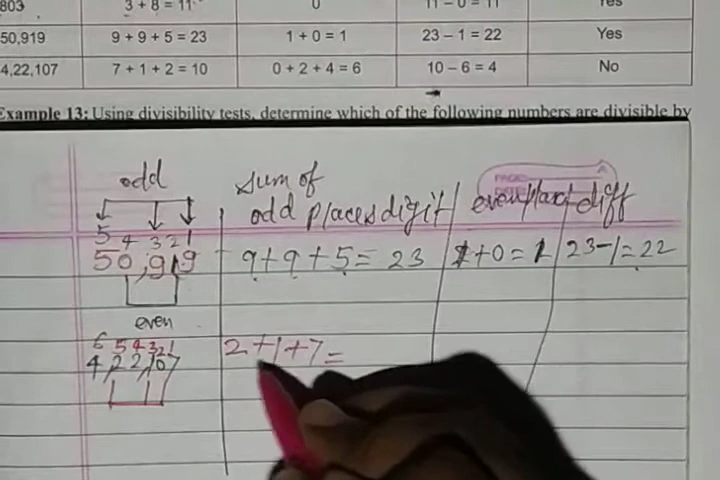 803 3 + 8 = 11 0 11 – 0 = 11 Yes
50,919 9 + 9 + 5 = 23 1 + 0 = 1 23 – 1 = 22 Yes
4,22,107 7 + 1 + 2 = 10 0 + 2 + 4 = 6 10 – 6 = 4 No
Example 13: Using divisibility tests, determine which of the following numbers are divisible by
odd sum of
odd places digit even place diff
5 4 3 2 1
50,919 9+9+5=23 1+0=1 23-1=22
even
6 5 4 3 2 1
4,22,107 2+1+7=